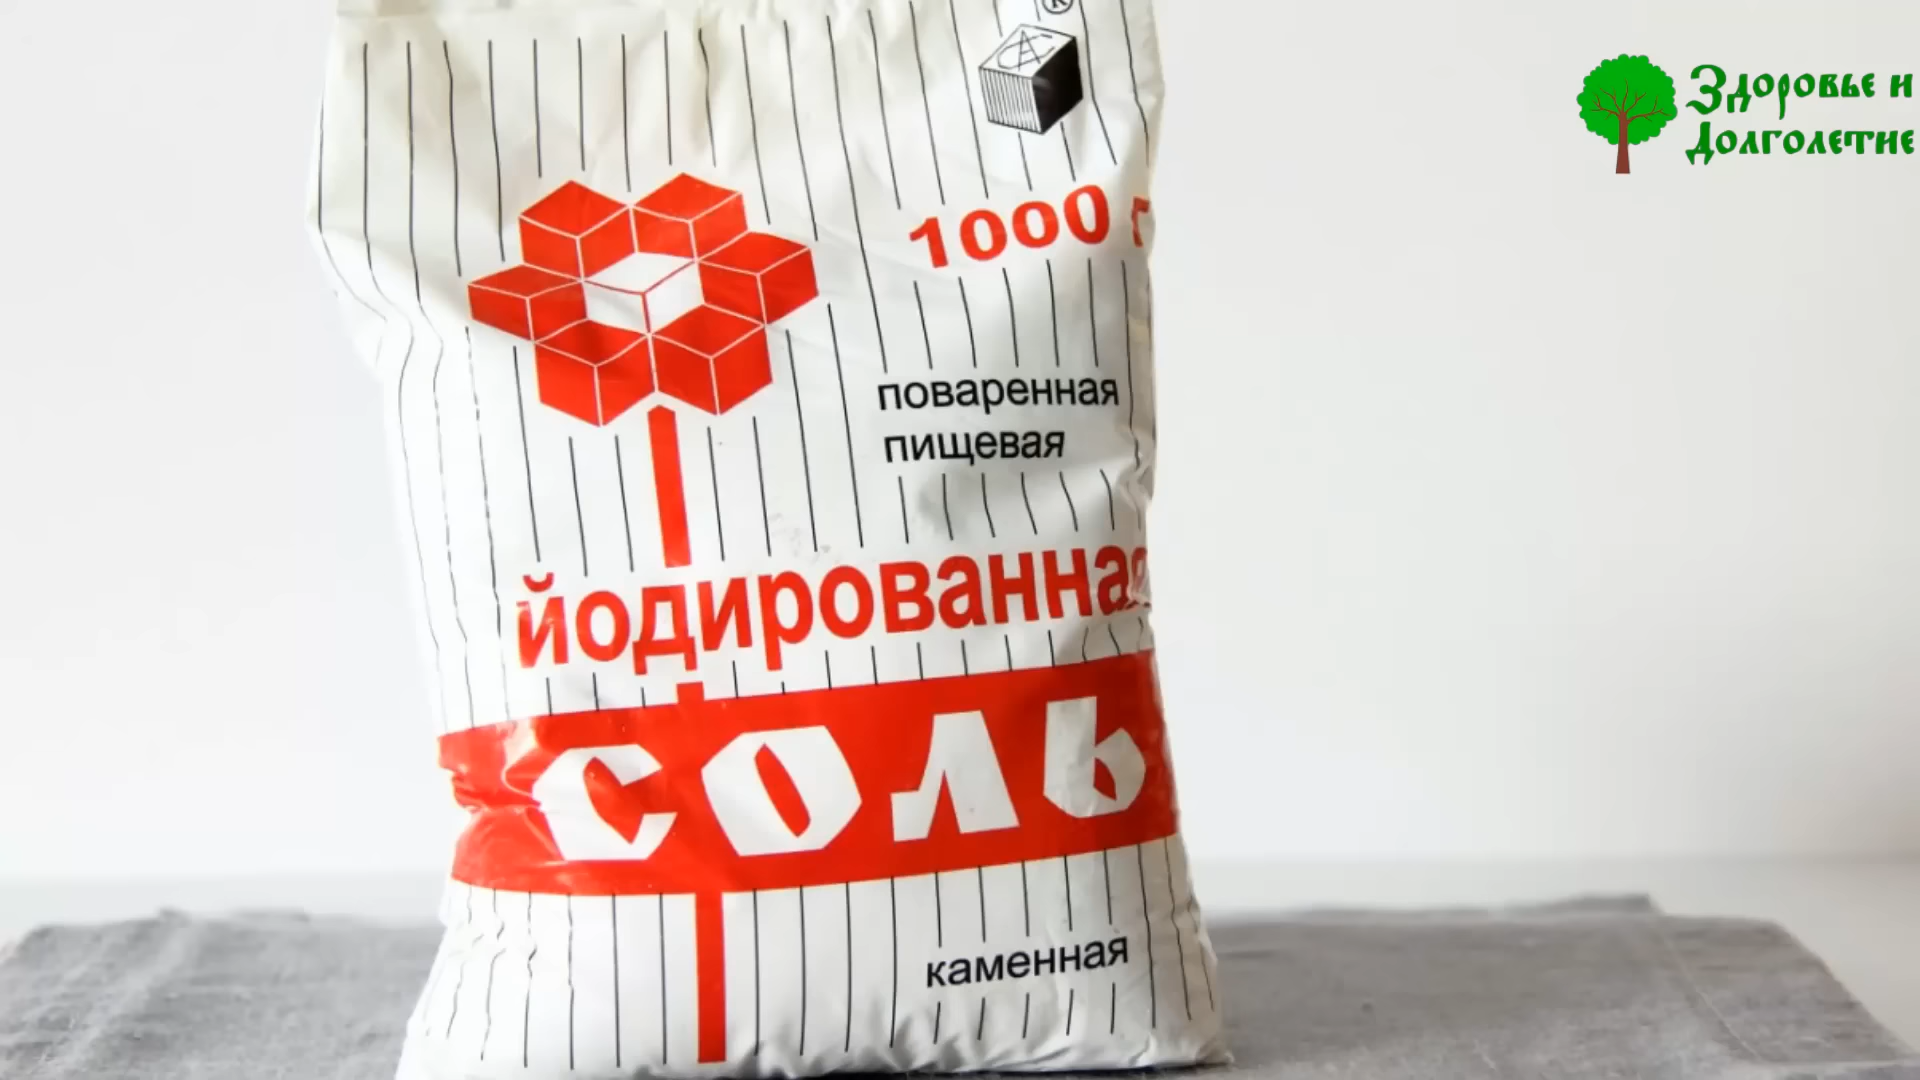 ®
Здоровье и
Долголетие
1000 г
поваренная
пищевая
йодированная
СОЛЬ
каменная